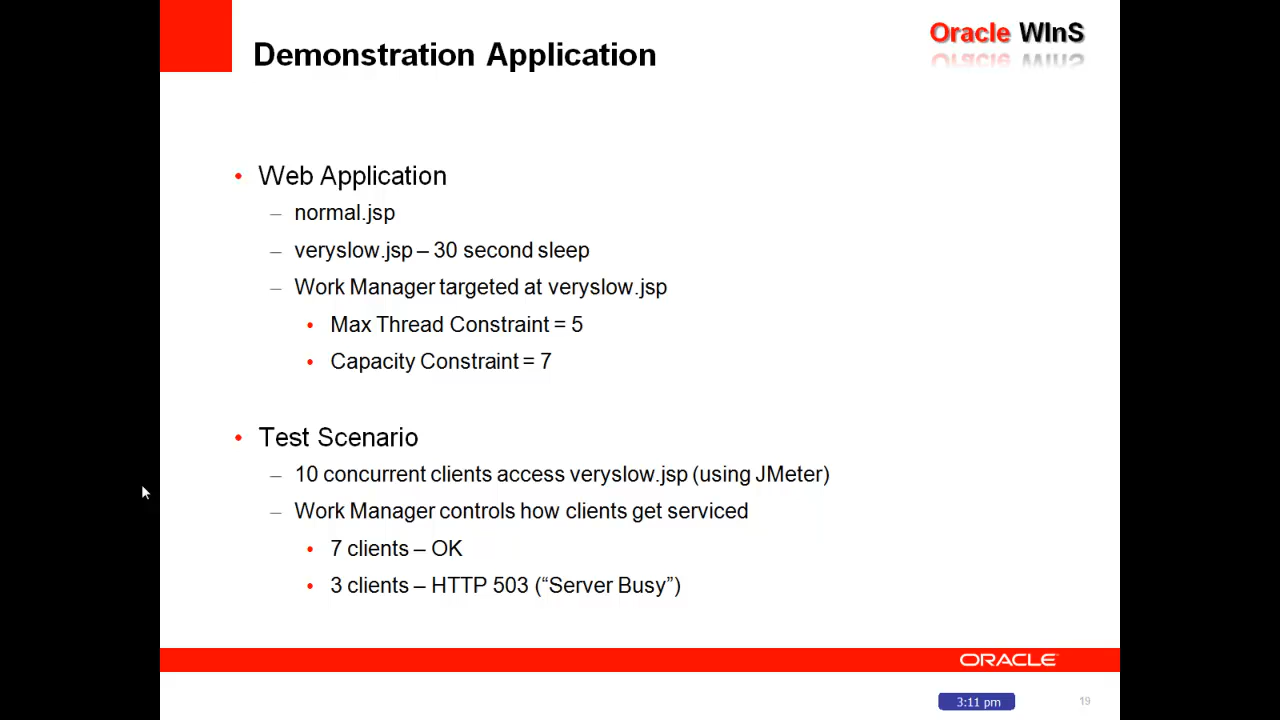 Demonstration Application
Oracle WInS
• Web Application
– normal.jsp
– veryslow.jsp – 30 second sleep
– Work Manager targeted at veryslow.jsp
• Max Thread Constraint = 5
• Capacity Constraint = 7
• Test Scenario
– 10 concurrent clients access veryslow.jsp (using JMeter)
– Work Manager controls how clients get serviced
• 7 clients – OK
• 3 clients – HTTP 503 (“Server Busy”)
ORACLE
3:11 pm
19